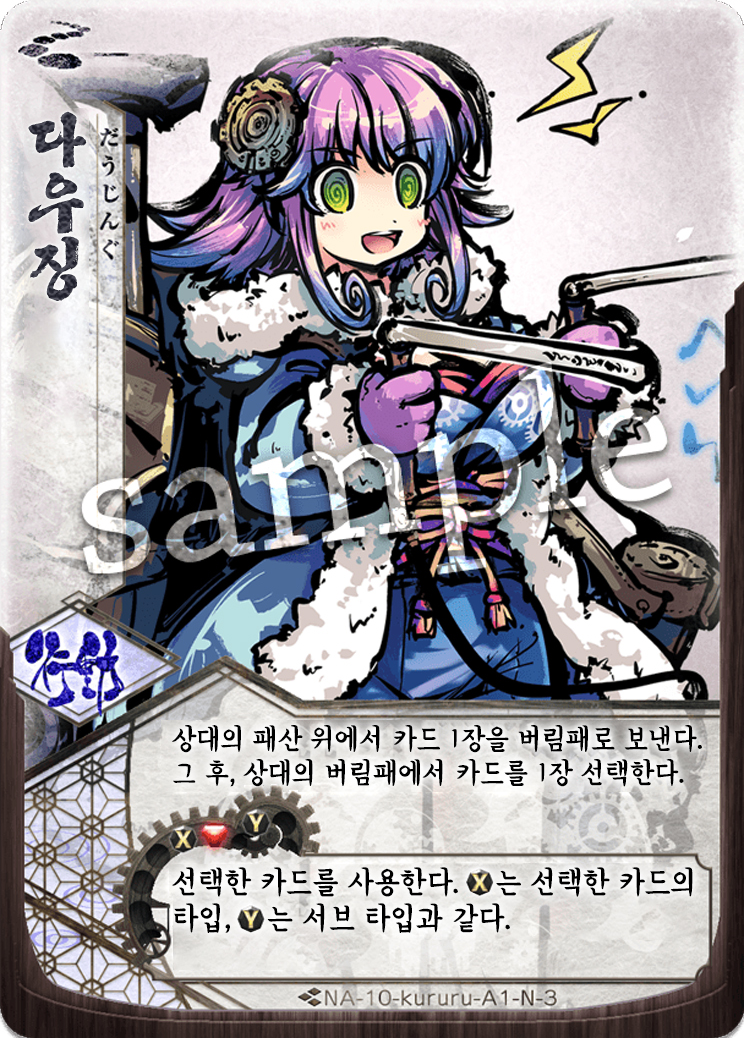 다우징
だうじんぐ
sample
행위
상대의 패산 위에서 카드 1장을 버림패로 보낸다.
그 후, 상대의 버림패에서 카드를 1장 선택한다.
X Y
선택한 카드를 사용한다. X는 선택한 카드의
타입, Y는 서브 타입과 같다.
NA-10-kururu-A1-N-3